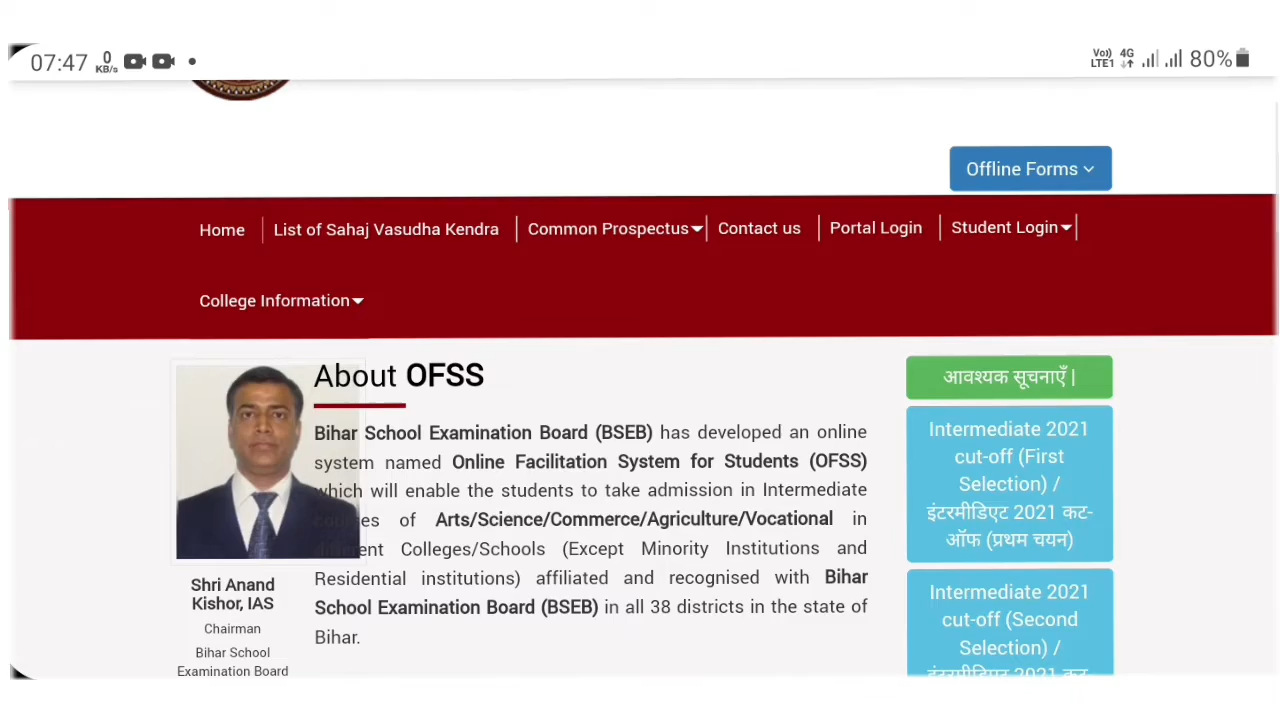 07:47 0 KB/s
Vo)) LTE1 4G 80%
Offline Forms
Home List of Sahaj Vasudha Kendra Common Prospectus Contact us Portal Login Student Login
College Information
About OFSS
Bihar School Examination Board (BSEB) has developed an online
system named Online Facilitation System for Students (OFSS)
which will enable the students to take admission in Intermediate
of Arts/Science/Commerce/Agriculture/Vocational in
Colleges/Schools (Except Minority Institutions and
Residential institutions) affiliated and recognised with Bihar
School Examination Board (BSEB) in all 38 districts in the state of
Bihar.
Shri Anand
Kishor, IAS
Chairman
Bihar School
Examination Board
आवश्यक सूचनाएँ |
Intermediate 2021
cut-off (First
Selection) /
इंटरमीडिएट 2021 कट-
ऑफ (प्रथम चयन)
Intermediate 2021
cut-off (Second
Selection) /
इंटरमीडिएट 2021 कट-